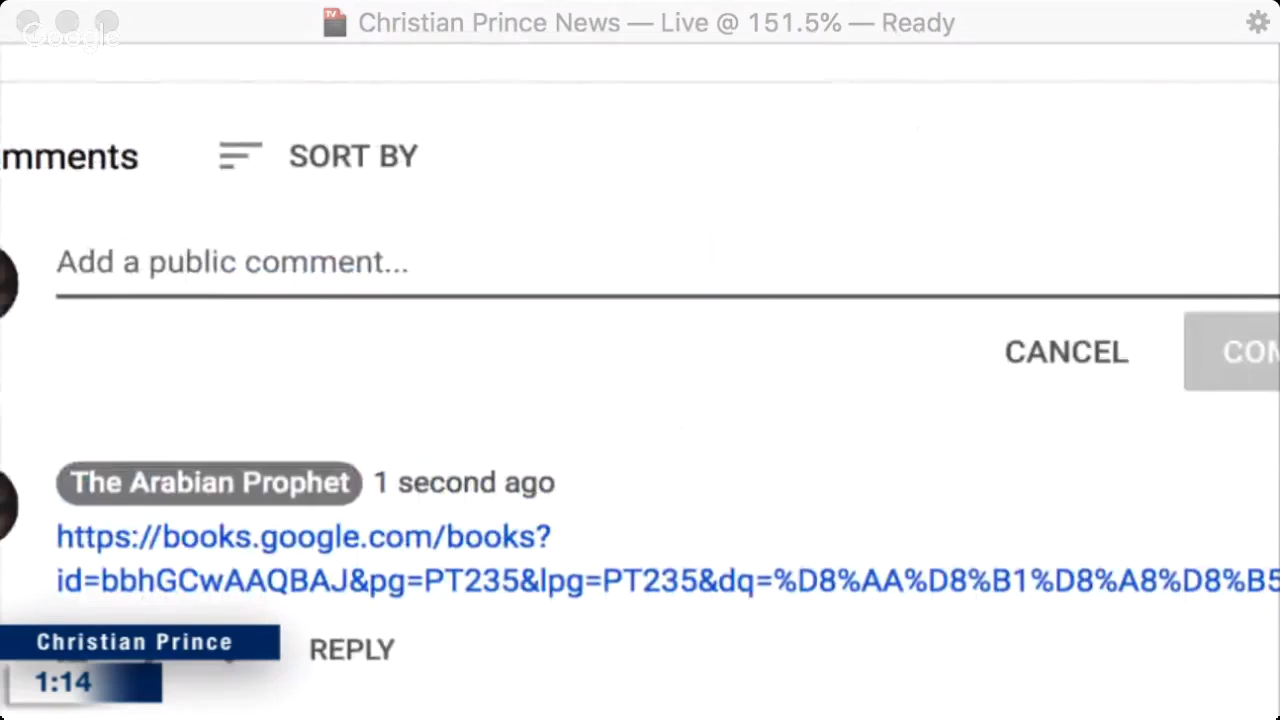 Christian Prince News — Live @ 151.5% — Ready
Google
mments SORT BY
Add a public comment...
CANCEL COM
The Arabian Prophet 1 second ago
https://books.google.com/books?
id=bbhGCwAAQBAJ&pg=PT235&lpg=PT235&dq=%D8%AA%D8%B1%D8%A8%D8%B5
Christian Prince
REPLY
1:14